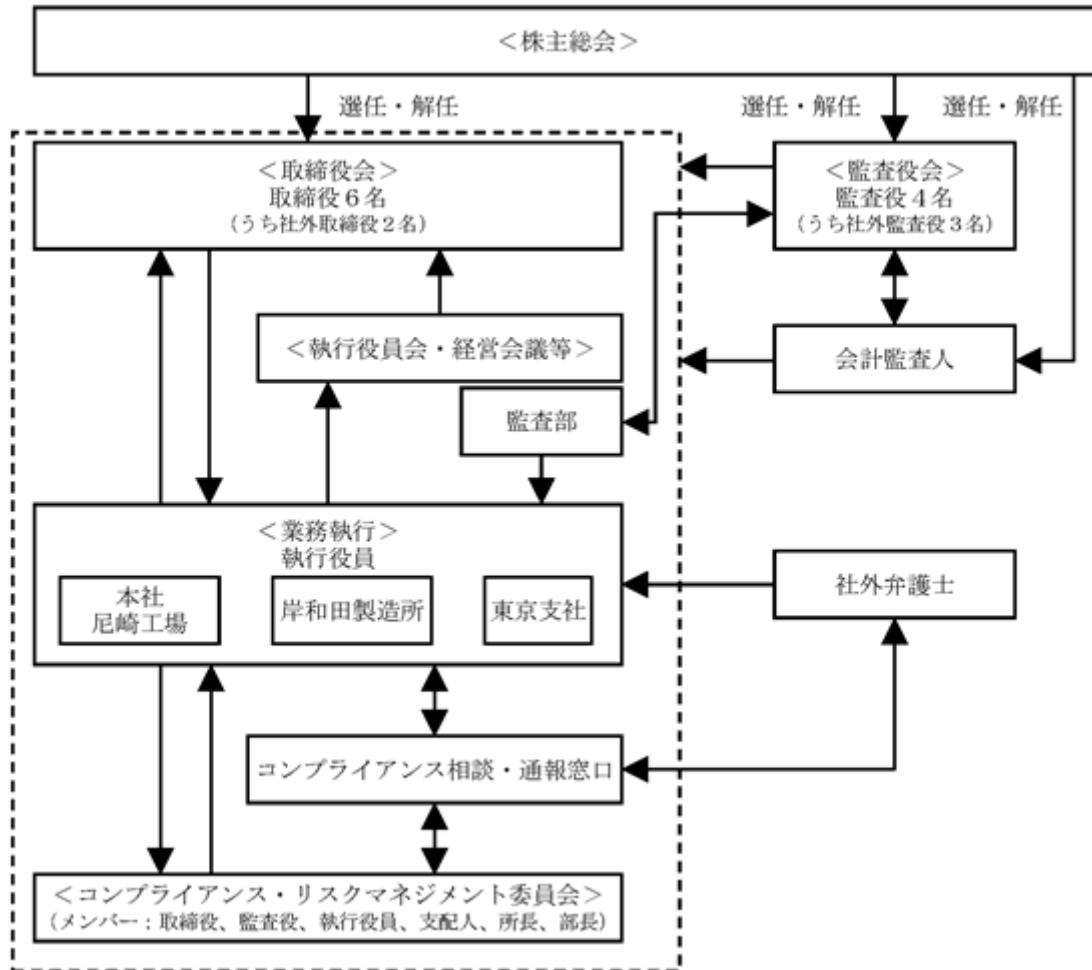 ＜株主総会＞
選任・解任
選任・解任
選任・解任
＜取締役会＞
取締役６名
（うち社外取締役２名）
＜監査役会＞
監査役４名
（うち社外監査役３名）
＜執行役員会・経営会議等＞
会計監査人
監査部
＜業務執行＞
執行役員
本社
尼崎工場
岸和田製造所
東京支社
社外弁護士
コンプライアンス相談・通報窓口
＜コンプライアンス・リスクマネジメント委員会＞
（メンバー：取締役、監査役、執行役員、支配人、所長、部長）